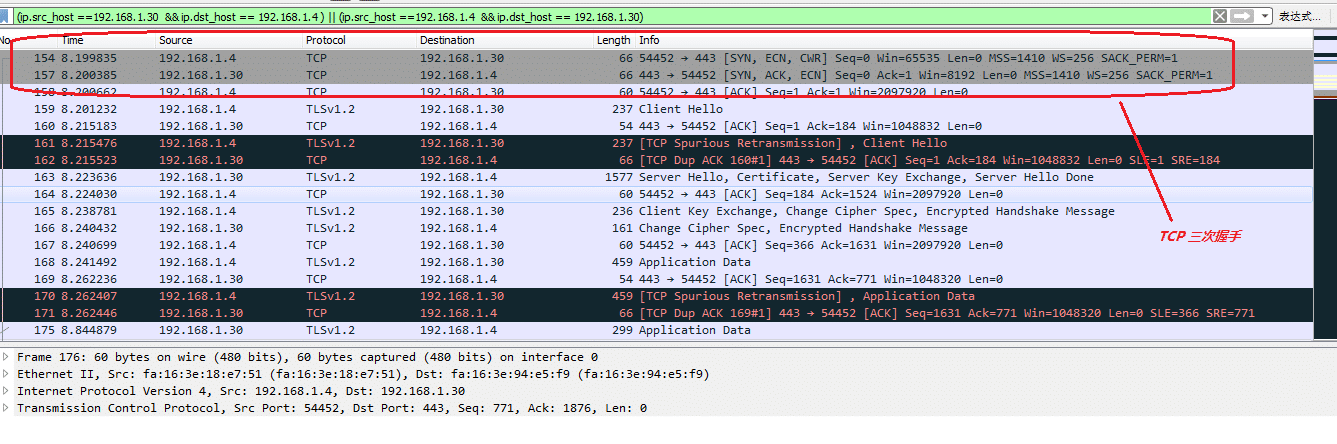 (ip.src_host ==192.168.1.30 &&ip.dst_host == 192.168.1.4 ) || (ip.src_host ==192.168.1.4 &&ip.dst_host == 192.168.1.30) 表达式…
No. Time Source Protocol Destination Length Info
154 8.199835 192.168.1.4 TCP 192.168.1.30 66 54452 → 443 [SYN, ECN, CWR] Seq=0 Win=65535 Len=0 MSS=1410 WS=256 SACK_PERM=1
157 8.200385 192.168.1.30 TCP 192.168.1.4 66 443 → 54452 [SYN, ACK, ECN] Seq=0 Ack=1 Win=8192 Len=0 MSS=1410 WS=256 SACK_PERM=1
158 8.200662 192.168.1.4 TCP 192.168.1.30 60 54452 → 443 [ACK] Seq=1 Ack=1 Win=2097920 Len=0
159 8.201232 192.168.1.4 TLSv1.2 192.168.1.30 237 Client Hello
160 8.215183 192.168.1.30 TCP 192.168.1.4 54 443 → 54452 [ACK] Seq=1 Ack=184 Win=1048832 Len=0
161 8.215476 192.168.1.4 TLSv1.2 192.168.1.30 237 [TCP Spurious Retransmission] , Client Hello
162 8.215523 192.168.1.30 TCP 192.168.1.4 66 [TCP Dup ACK 160#1] 443 → 54452 [ACK] Seq=1 Ack=184 Win=1048832 Len=0 SLE=1 SRE=184
163 8.223636 192.168.1.30 TLSv1.2 192.168.1.4 1577 Server Hello, Certificate, Server Key Exchange, Server Hello Done
164 8.224030 192.168.1.4 TCP 192.168.1.30 60 54452 → 443 [ACK] Seq=184 Ack=1524 Win=2097920 Len=0
165 8.238781 192.168.1.4 TLSv1.2 192.168.1.30 236 Client Key Exchange, Change Cipher Spec, Encrypted Handshake Message
166 8.240432 192.168.1.30 TLSv1.2 192.168.1.4 161 Change Cipher Spec, Encrypted Handshake Message
167 8.240699 192.168.1.4 TCP 192.168.1.30 60 54452 → 443 [ACK] Seq=366 Ack=1631 Win=2097920 Len=0
TCP 三次握手
168 8.241492 192.168.1.4 TLSv1.2 192.168.1.30 459 Application Data
169 8.262236 192.168.1.30 TCP 192.168.1.4 54 443 → 54452 [ACK] Seq=1631 Ack=771 Win=1048320 Len=0
170 8.262407 192.168.1.4 TLSv1.2 192.168.1.30 459 [TCP Spurious Retransmission] , Application Data
171 8.262446 192.168.1.30 TCP 192.168.1.4 66 [TCP Dup ACK 169#1] 443 → 54452 [ACK] Seq=1631 Ack=771 Win=1048320 Len=0 SLE=366 SRE=771
175 8.844879 192.168.1.30 TLSv1.2 192.168.1.4 299 Application Data
Frame 176: 60 bytes on wire (480 bits), 60 bytes captured (480 bits) on interface 0
Ethernet II, Src: fa:16:3e:18:e7:51 (fa:16:3e:18:e7:51), Dst: fa:16:3e:94:e5:f9 (fa:16:3e:94:e5:f9)
Internet Protocol Version 4, Src: 192.168.1.4, Dst: 192.168.1.30
Transmission Control Protocol, Src Port: 54452, Dst Port: 443, Seq: 771, Ack: 1876, Len: 0